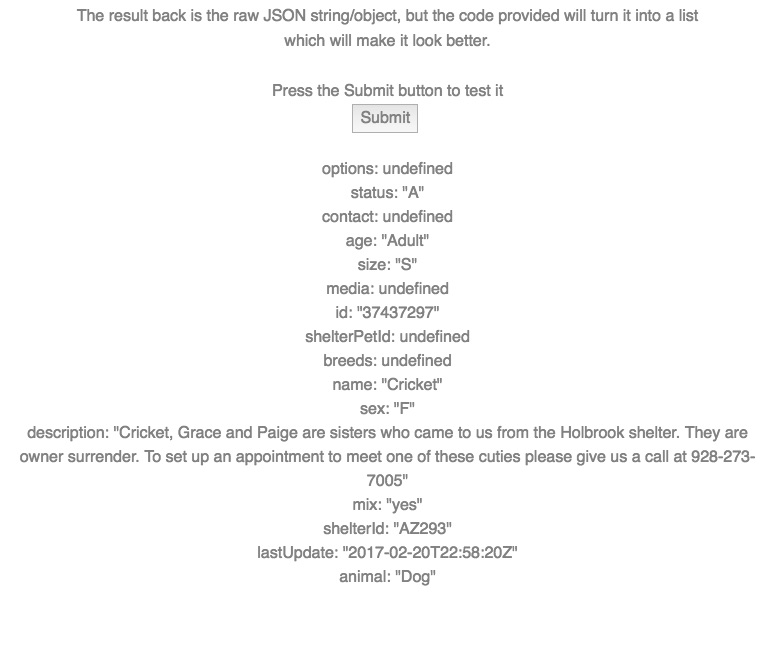 The result back is the raw JSON string/object, but the code provided will turn it into a list
which will make it look better.
Press the Submit button to test it
Submit
options: undefined
status: "A"
contact: undefined
age: "Adult"
size: "S"
media: undefined
id: "37437297"
shelterPetId: undefined
breeds: undefined
name: "Cricket"
sex: "F"
description: "Cricket, Grace and Paige are sisters who came to us from the Holbrook shelter. They are
owner surrender. To set up an appointment to meet one of these cuties please give us a call at 928-273-
7005"
mix: "yes"
shelterId: "AZ293"
lastUpdate: "2017-02-20T22:58:20Z"
animal: "Dog"